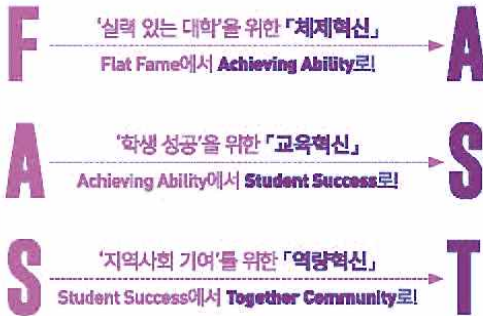 '실력 있는 대학'을 위한 「체제혁신」
F A
Flat Fame에서 Achieving Ability로!
'학생 성공'을 위한 「교육혁신」
A S
Achieving Ability에서 Student Success로!
'지역사회 기여'를 위한 「역량혁신」
S T
Student Success에서 Together Community로!